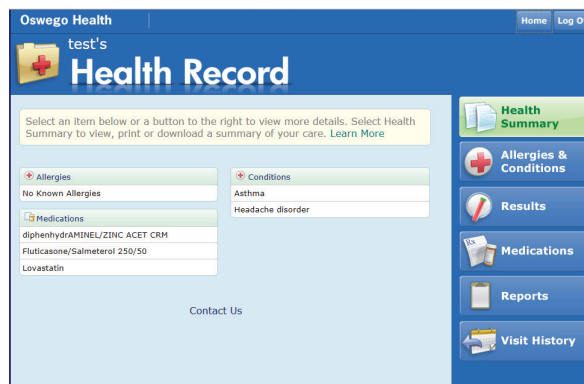 Oswego Health
Home
Log O
test's
Health Record
Select an item below or a button to the
right to view more details. Select Health
Summary to view, print or download a
summary of your care. Learn More
Allergies
No Known Allergies
Medications
diphenhydrAMINEL/ZINC ACET CRM
Fluticasone/Salmeterol 250/50
Lovastatin
Conditions
Asthma
Headache disorder
Contact Us
Health
Summary
Allergies &
Conditions
Results
Rx
Medications
Reports
Visit History